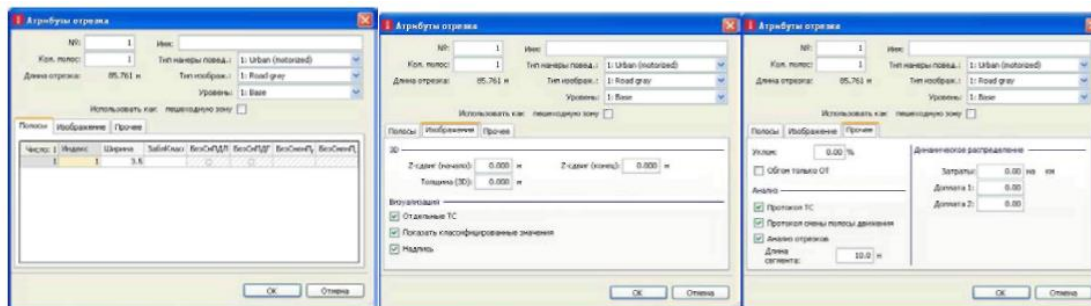 Атрибуты отрезка
№: 1 Имя:
Кол. полос: 1 Тип манеры повед.: 1: Urban (motorized)
Длина отрезка: 85.761 м Тип изображ.: 1: Road gray
Уровень: 1: Base
Использовать как: пешеходную зону
Полосы Изображение Прочее
Число: 1 Индекс Ширина ЗаблКласс БезСмПДЛ БезСмПДГ
1 1 3.5
OK Отмена
Атрибуты отрезка
№: 1 Имя:
Кол. полос: 1 Тип манеры повед.: 1: Urban (motorized)
Длина отрезка: 85.761 м Тип изображ.: 1: Road gray
Уровень: 1: Base
Использовать как: пешеходную зону
Полосы Изображение Прочее
3D
Z-сдвиг (начало): 0.000 м Z-сдвиг (конец): 0.000 м
Толщина (3D): 0.000 м
Визуализация
Отдельные ТС
Показать классифицированные значения
Надпись
OK Отмена
Атрибуты отрезка
№: 1 Имя:
Кол. полос: 1 Тип манеры повед.: 1: Urban (motorized)
Длина отрезка: 85.761 м Тип изображ.: 1: Road gray
Уровень: 1: Base
Использовать как: пешеходную зону
Полосы Изображение Прочее
Уклон: 0.00 % Динамическое распределение
Обгон только ОТ Затраты: 0.00 на км
Анализ Доплата 1: 0.00
Протокол ТС Доплата 2: 0.00
Протокол смены полосы движения
Анализ отрезков
Длина сегмента: 10.0 м
OK Отмена